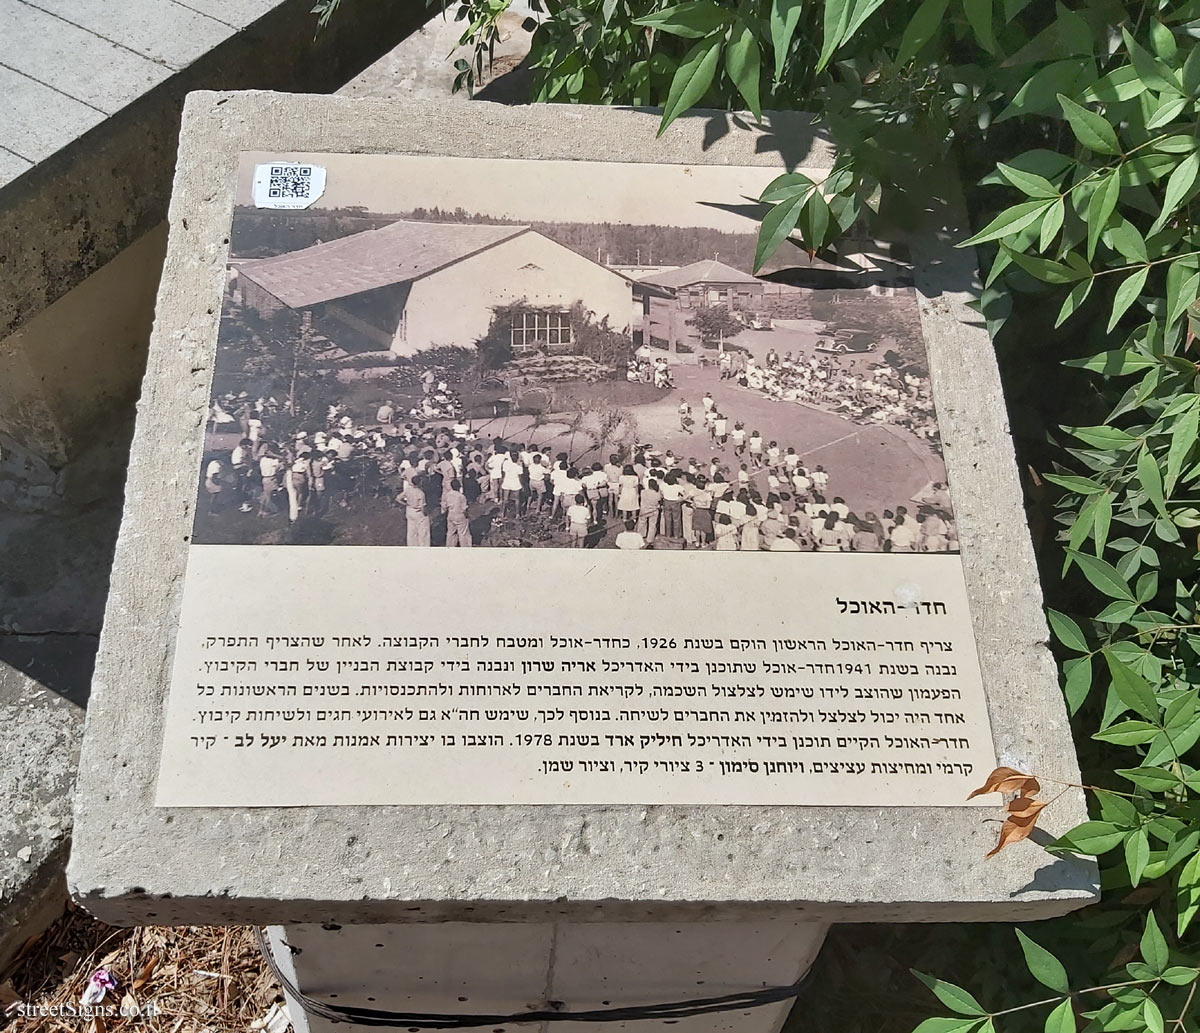 חדר האוכל
חדר-האוכל
צריף חדר-האוכל הראשון הוקם בשנת 1926, כחדר-אוכל ומטבח לחברי הקבוצה. לאחר שהצריף התפרק,
נבנה בשנת 1941חדר-אוכל שתוכנן בידי האדריכל אריה שרון ונבנה בידי קבוצת הבניין של חברי הקיבוץ.
הפעמון שהוצב לידו שימש לצלצול השכמה, לקריאת החברים לארוחות ולהתכנסויות. בשנים הראשונות כל
אחד היה יכול לצלצל ולהזמין את החברים לשיחה. בנוסף לכך, שימש חה"א גם לאירועי חגים ולשיחות קיבוץ.
חדר-האוכל הקיים תוכנן בידי האדריכל חיליק ארד בשנת 1978. הוצבו בו יצירות אמנות מאת יעל לב - קיר
קרמי ומחיצות עציצים, ויוחנן סימון - 3 ציורי קיר, וציור שמן.
streetSigns.co.il